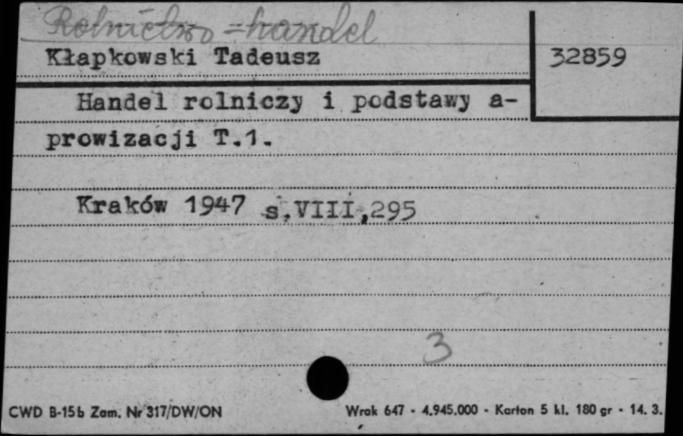 Rolnictwo - handel
Kłapkowski Tadeusz
32859
Handel rolniczy i podstawy a-
prowizacji T.1.
Kraków 1947 s,VIII,295
3
CWD B-15b Zam. Nr 317/DW/ON
Wrak 647 - 4.945.000 - Karton 5 kl. 180 gr - 14. 3.